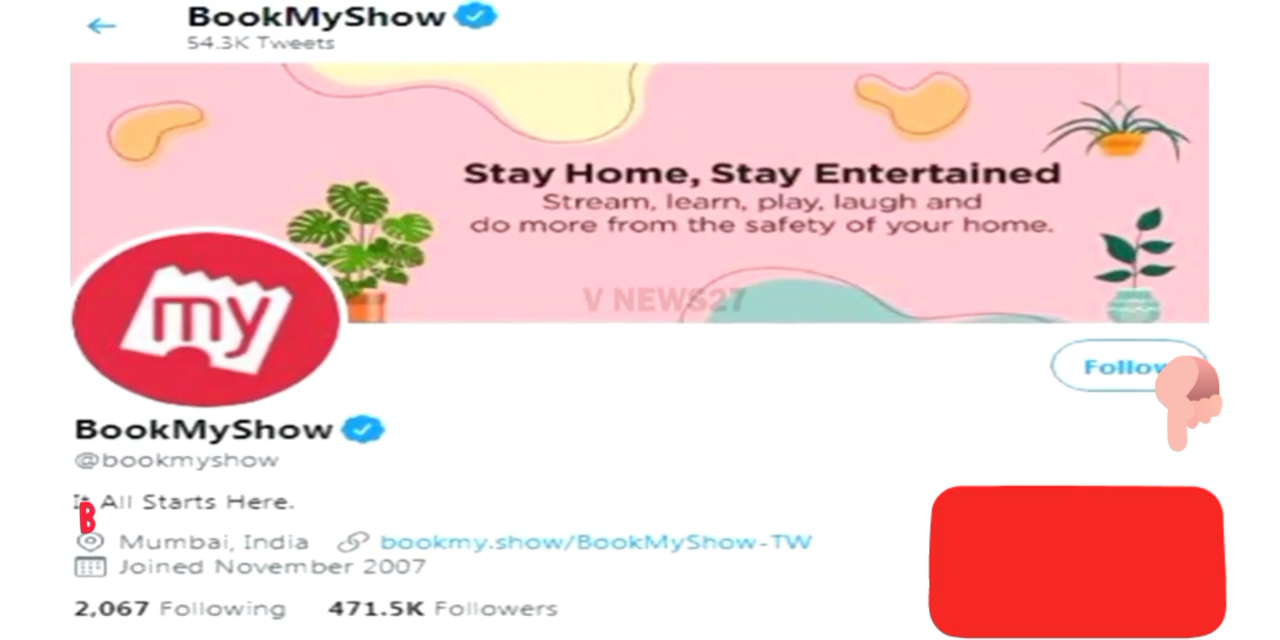 BookMyShow
54.3K Tweets
Stay Home, Stay Entertained
Stream, learn, play, laugh and
do more from the safety of your home.
V NEWS27
my
Follow
BookMyShow
@bookmyshow
It All Starts Here.
B
Mumbai, India bookmy.show/BookMyShow-TW
Joined November 2007
2,067 Following 471.5K Followers